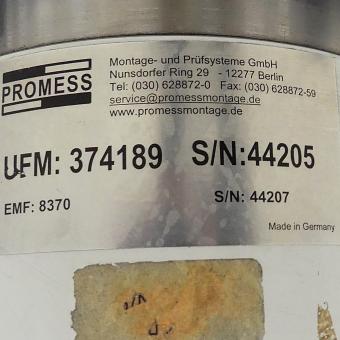 PROMESS
Montage- und Prüfsysteme GmbH
Nunsdorfer Ring 29 - 12277 Berlin
Tel: (030) 628872-0 Fax: (030) 628872-59
service@promessmontage.de
www.promessmontage.de
UFM: 374189 S/N:44205
EMF: 8370 S/N: 44207
Made in Germany